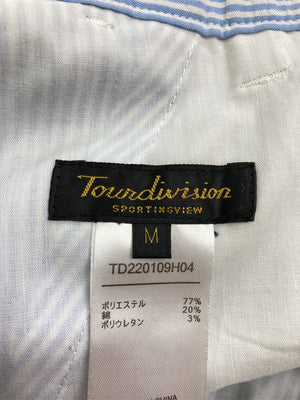 Tourdivision
SPORTINGVIEW
M
TD220109H04
ポリエステル 77%
綿 20%
ポリウレタン 3%